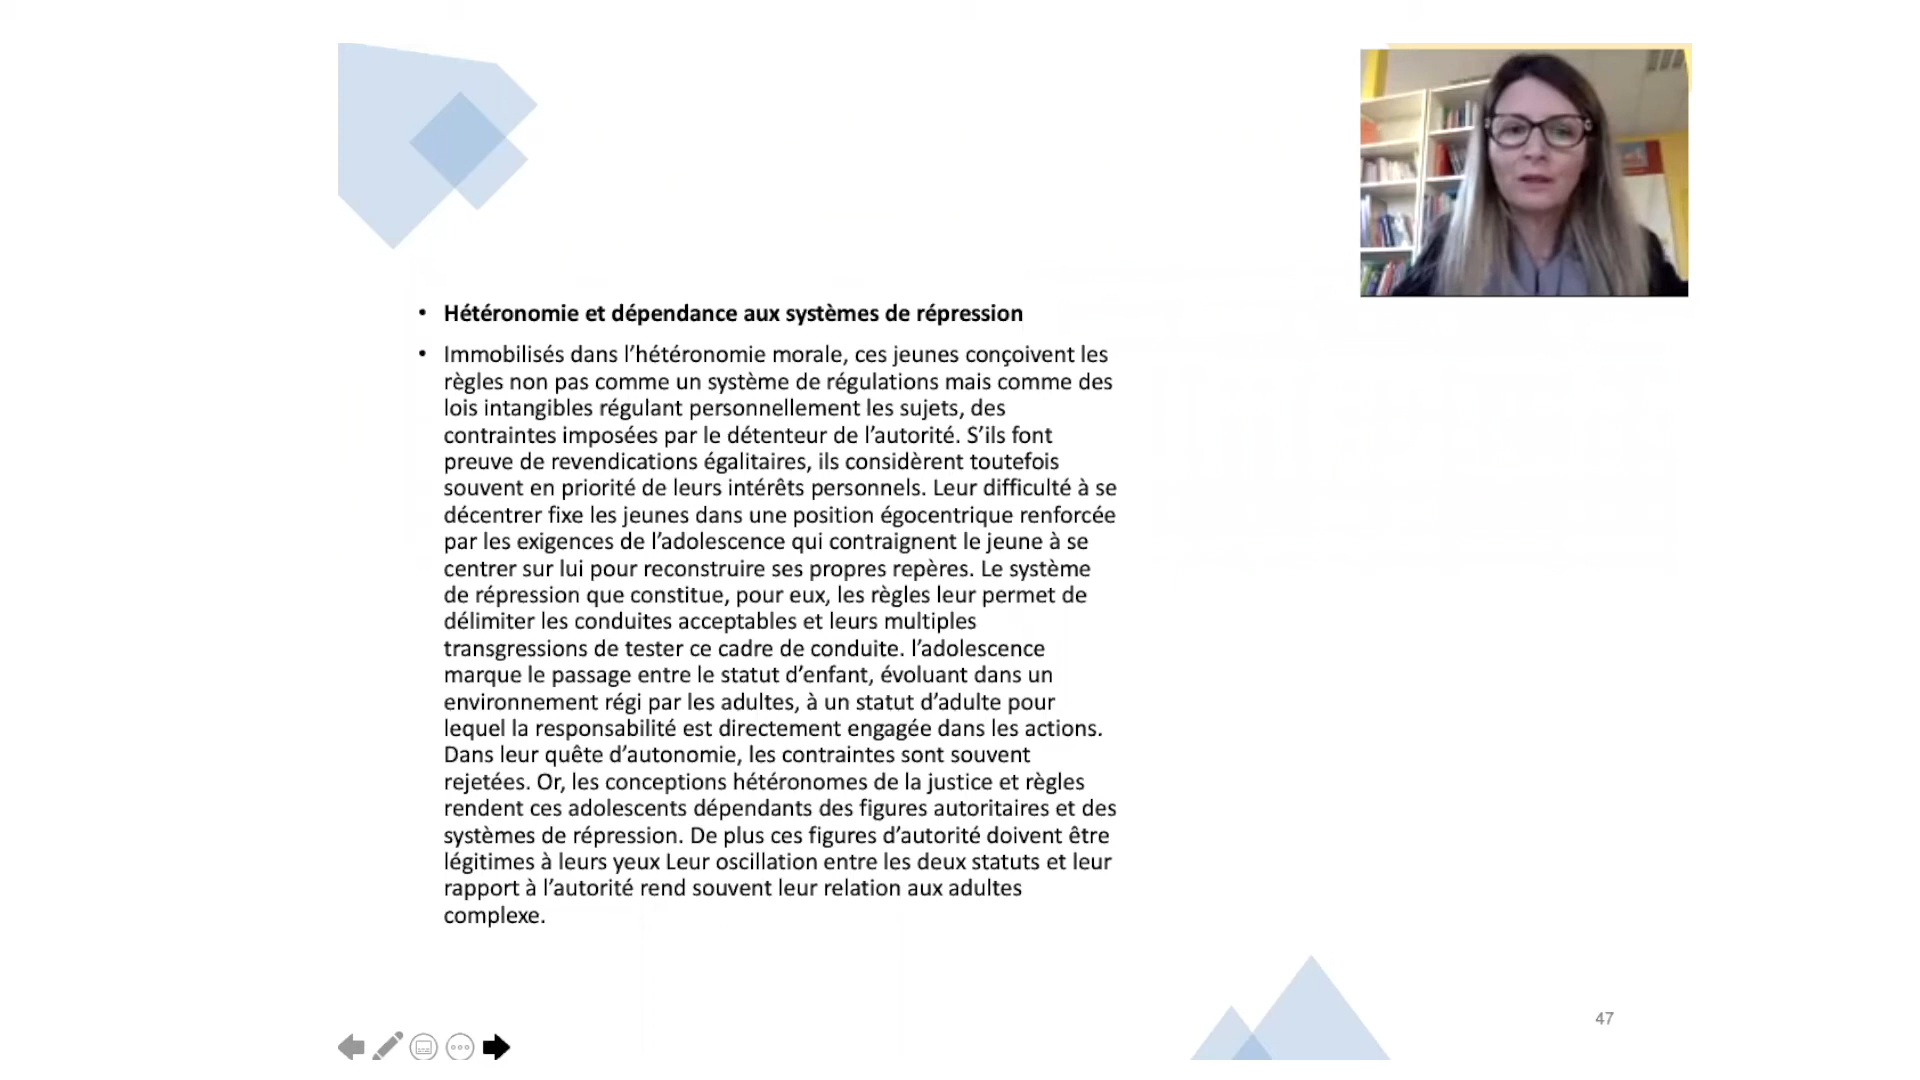 • Hétéronomie et dépendance aux systèmes de répression
• Immobilisés dans l’hétéronomie morale, ces jeunes conçoivent les
règles non pas comme un système de régulations mais comme des
lois intangibles régulant personnellement les sujets, des
contraintes imposées par le détenteur de l’autorité. S’ils font
preuve de revendications égalitaires, ils considèrent toutefois
souvent en priorité de leurs intérêts personnels. Leur difficulté à se
décentrer fixe les jeunes dans une position égocentrique renforcée
par les exigences de l’adolescence qui contraignent le jeune à se
centrer sur lui pour reconstruire ses propres repères. Le système
de répression que constitue, pour eux, les règles leur permet de
délimiter les conduites acceptables et leurs multiples
transgressions de tester ce cadre de conduite. l’adolescence
marque le passage entre le statut d’enfant, évoluant dans un
environnement régi par les adultes, à un statut d’adulte pour
lequel la responsabilité est directement engagée dans les actions.
Dans leur quête d’autonomie, les contraintes sont souvent
rejetées. Or, les conceptions hétéronomes de la justice et règles
rendent ces adolescents dépendants des figures autoritaires et des
systèmes de répression. De plus ces figures d’autorité doivent être
légitimes à leurs yeux Leur oscillation entre les deux statuts et leur
rapport à l’autorité rend souvent leur relation aux adultes
complexe.
47